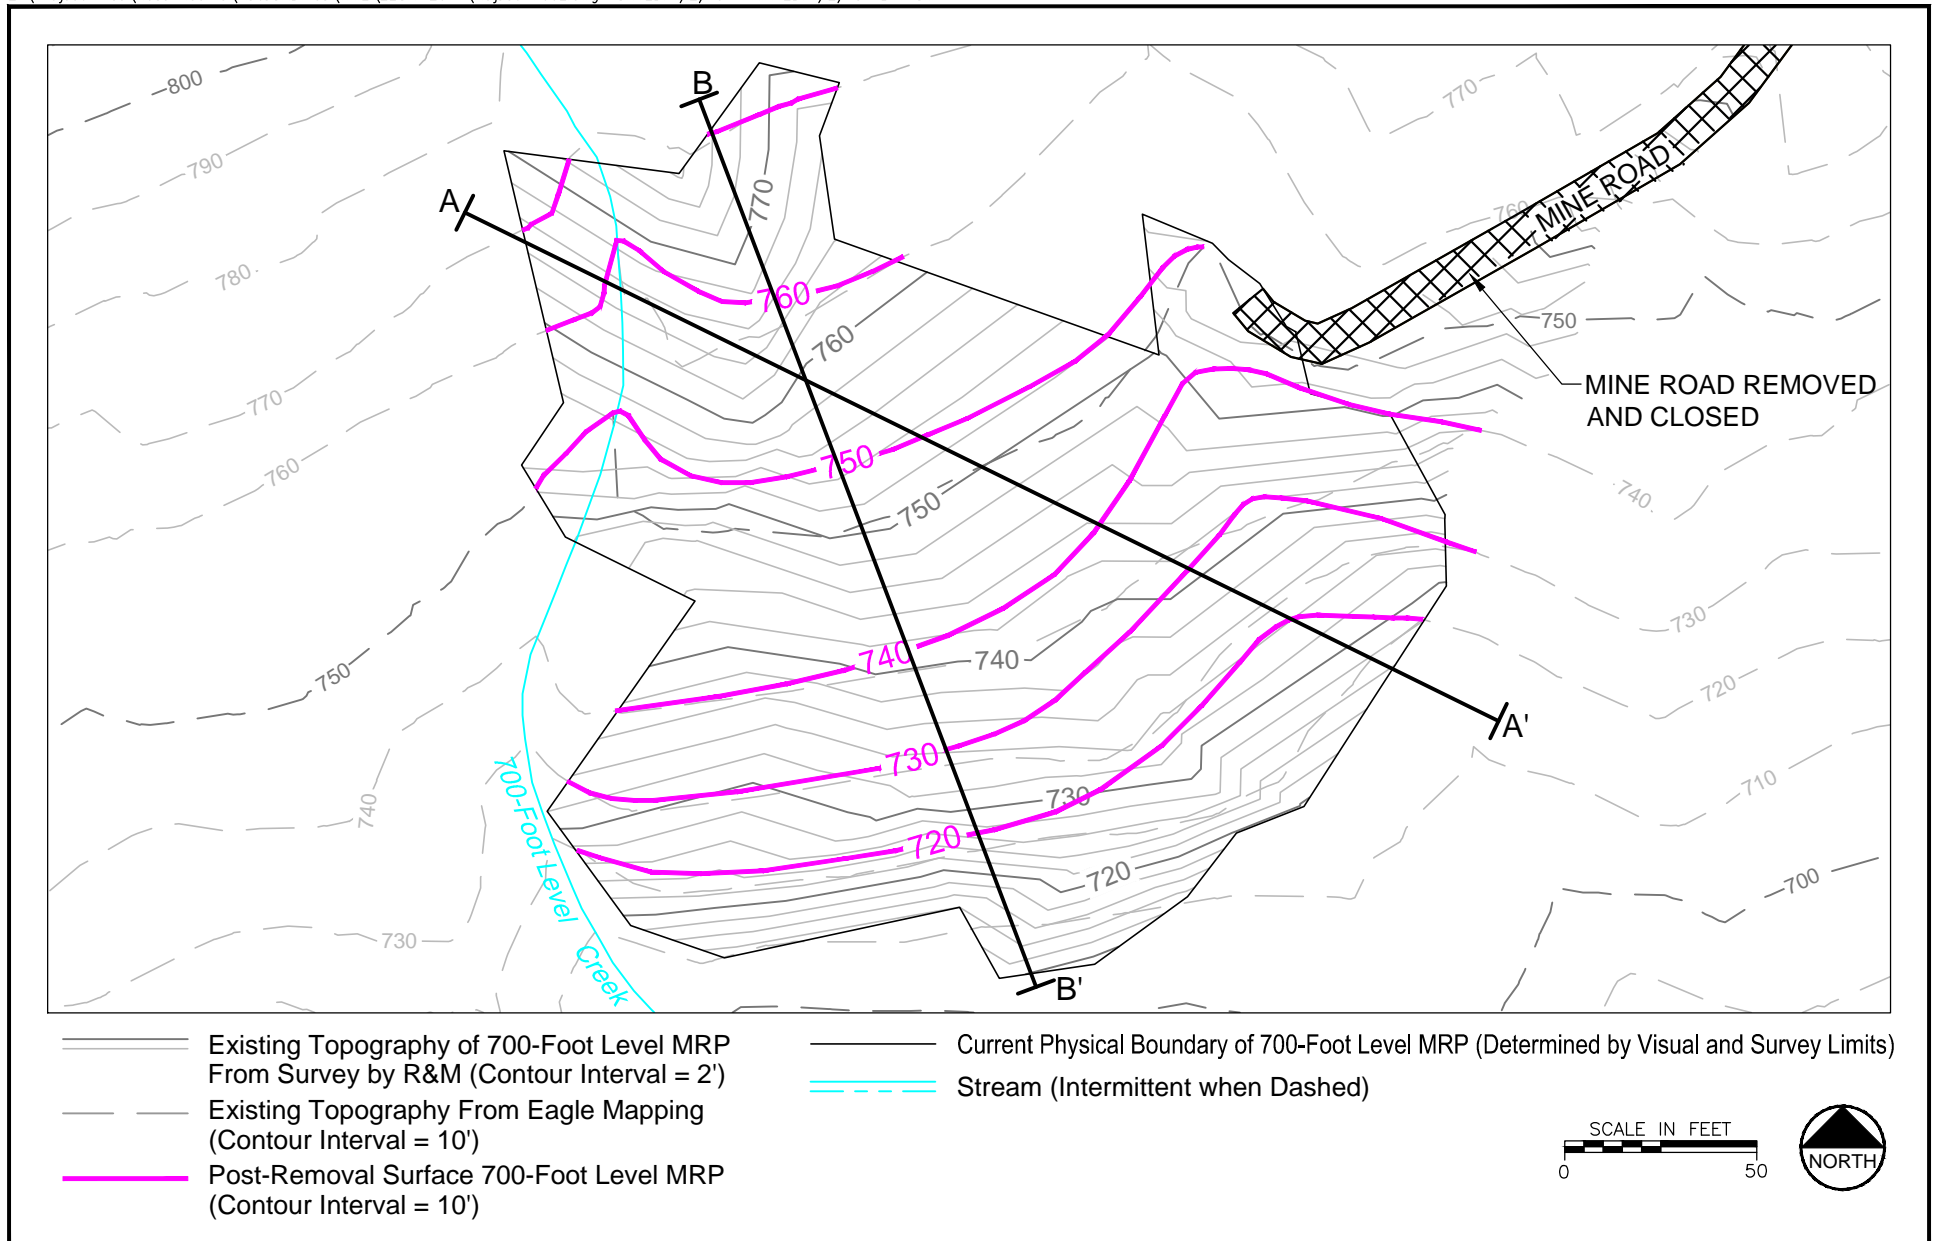 800
790
780
770
760
750
740
730
B
A
770
770
760
760
750
760
750
740
730
720
750
740
730
720
MINE ROAD
760
750
MINE ROAD REMOVED
AND CLOSED
740
730
720
710
700
A'
B'
700-Foot Level Creek
Existing Topography of 700-Foot Level MRP
From Survey by R&M (Contour Interval = 2')
Existing Topography From Eagle Mapping
(Contour Interval = 10')
Post-Removal Surface 700-Foot Level MRP
(Contour Interval = 10')
Current Physical Boundary of 700-Foot Level MRP (Determined by Visual and Survey Limits)
Stream (Intermittent when Dashed)
SCALE IN FEET
0 50
NORTH